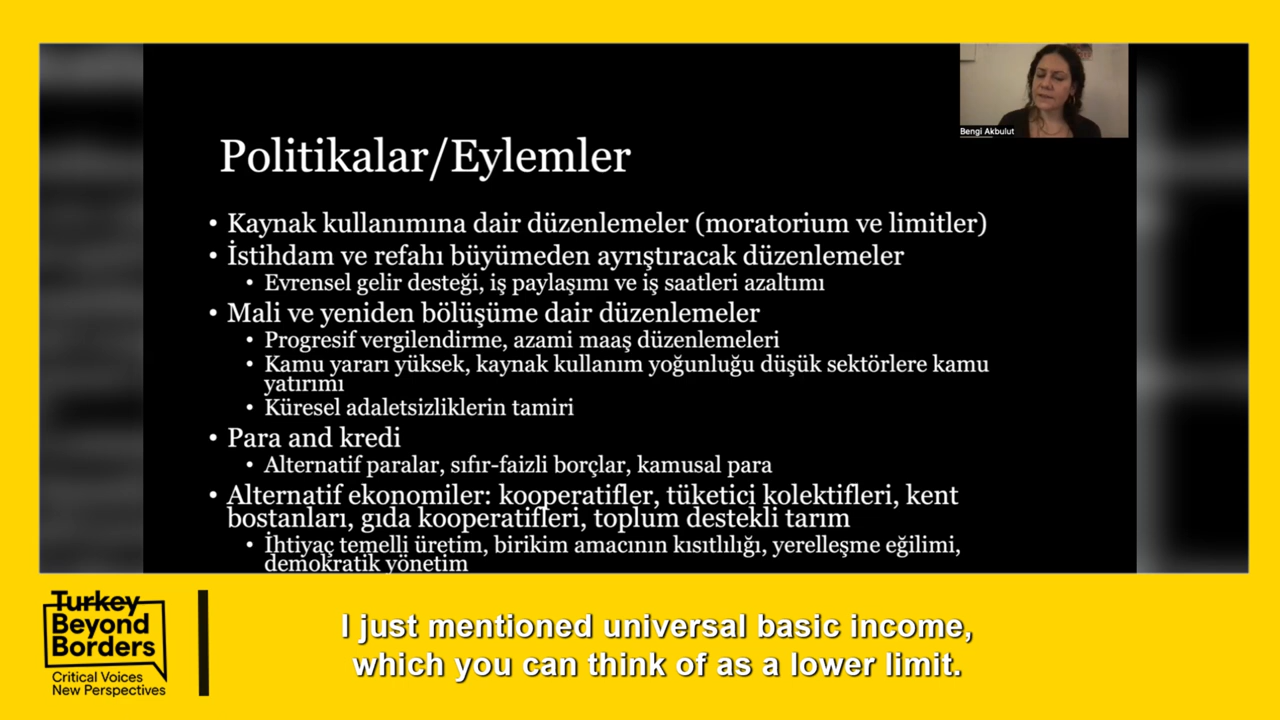 Bengi Akbulut
Politikalar/Eylemler
• Kaynak kullanımına dair düzenlemeler (moratorium ve limitler)
• İstihdam ve refahı büyümeden ayrıştıracak düzenlemeler
• Evrensel gelir desteği, iş paylaşımı ve iş saatleri azaltımı
• Mali ve yeniden bölüşüme dair düzenlemeler
• Progresif vergilendirme, azami maaş düzenlemeleri
• Kamu yararı yüksek, kaynak kullanım yoğunluğu düşük sektörlere kamu
yatırımı
• Küresel adaletsizliklerin tamiri
• Para and kredi
• Alternatif paralar, sıfır-faizli borçlar, kamusal para
• Alternatif ekonomiler: kooperatifler, tüketici kolektifleri, kent
bostanları, gıda kooperatifleri, toplum destekli tarım
• İhtiyaç temelli üretim, birikim amacının kısıtlılığı, yerelleşme eğilimi,
demokratik yönetim
Turkey
Beyond
Borders
Critical Voices
New Perspectives
I just mentioned universal basic income,
which you can think of as a lower limit.